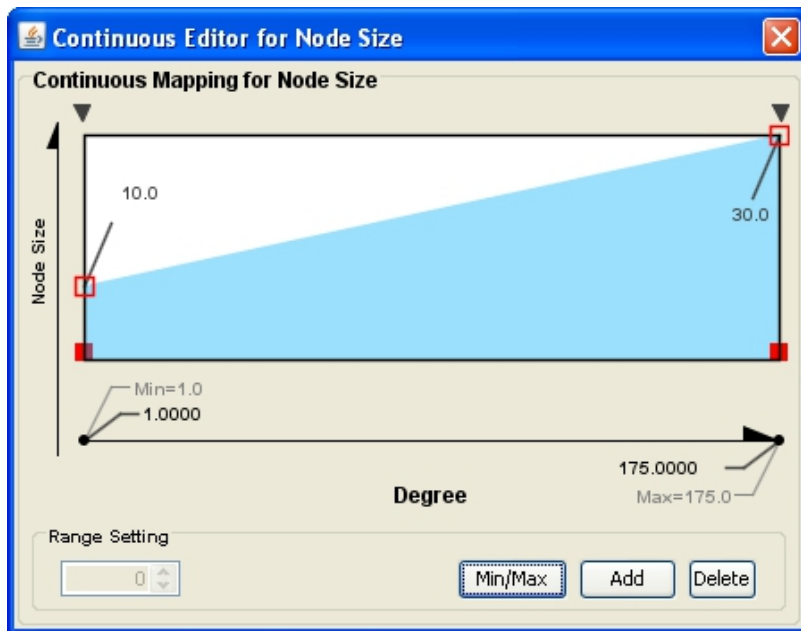 Continuous Editor for Node Size
Continuous Mapping for Node Size
10.0
30.0
Node Size
Min=1.0
1.0000
175.0000
Degree
Max=175.0
Range Setting
0
Min/Max
Add
Delete